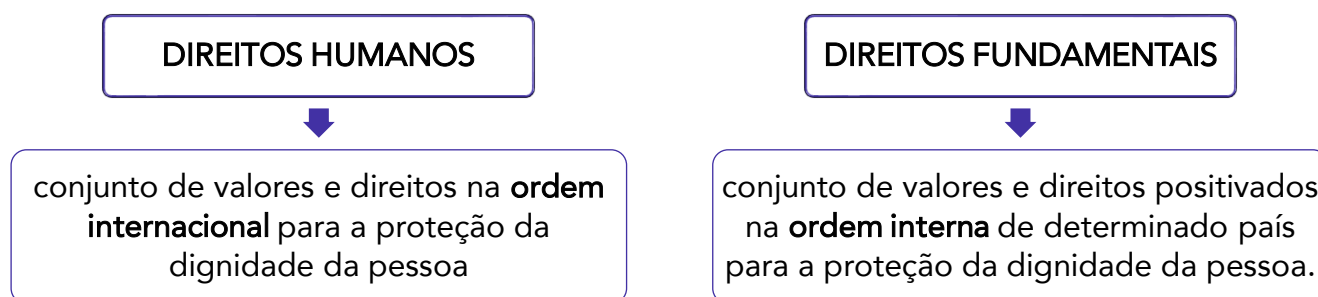 DIREITOS HUMANOS
conjunto de valores e direitos na ordem
internacional para a proteção da
dignidade da pessoa
DIREITOS FUNDAMENTAIS
conjunto de valores e direitos positivados
na ordem interna de determinado país
para a proteção da dignidade da pessoa.